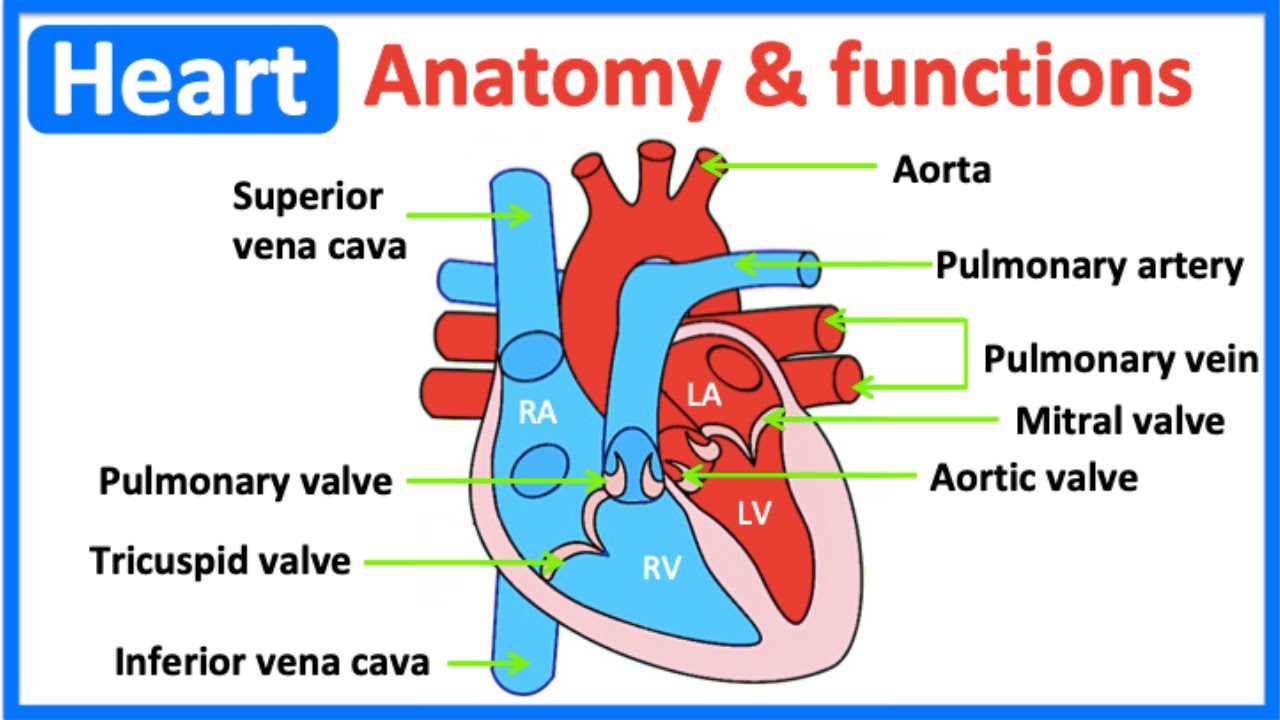 Heart Anatomy & functions
Superior
vena cava
Aorta
Pulmonary artery
Pulmonary vein
LA
RA
Mitral valve
Pulmonary valve
Aortic valve
LV
Tricuspid valve
RV
Inferior vena cava